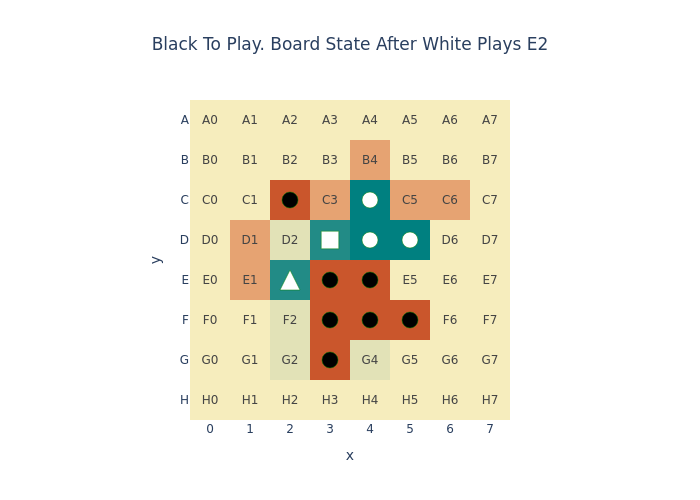 Black To Play. Board State After White Plays E2
A A0 A1 A2 A3 A4 A5 A6 A7
B B0 B1 B2 B3 B4 B5 B6 B7
C C0 C1 C3 C5 C6 C7
D D0 D1 D2 D6 D7
E E0 E1 E5 E6 E7
F F0 F1 F2 F6 F7
G G0 G1 G2 G4 G5 G6 G7
H H0 H1 H2 H3 H4 H5 H6 H7
0 1 2 3 4 5 6 7
x
y